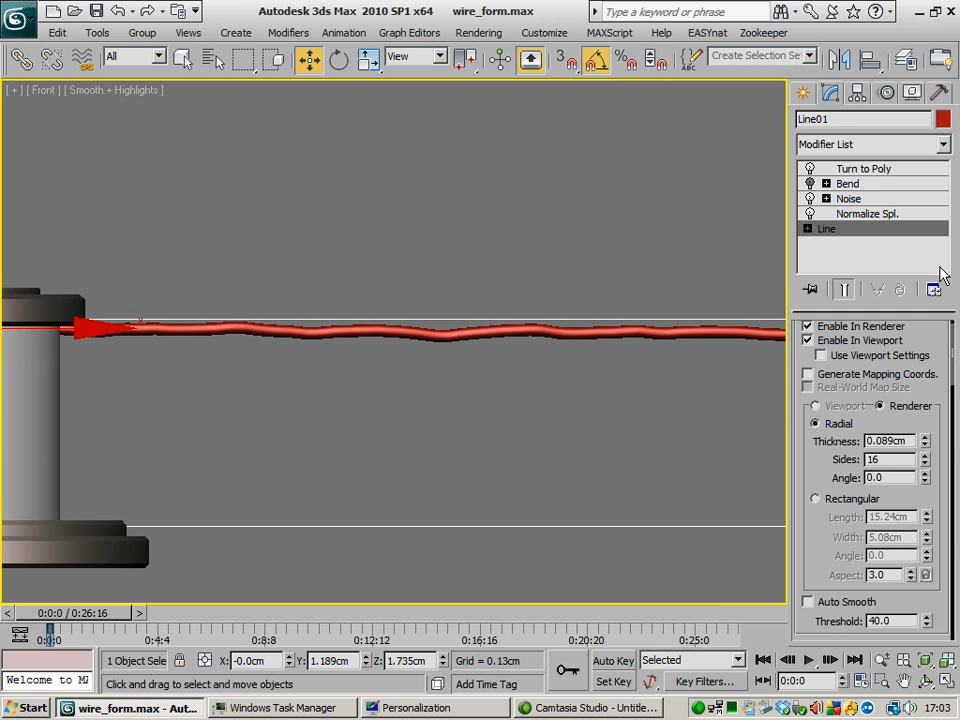 Autodesk 3ds Max 2010 SP1 x64 wire_form.max
Type a keyword or phrase
Edit Tools Group Views Create Modifiers Animation Graph Editors Rendering Customize MAXScript Help EASYnat Zookeeper
All View 3 Create Selection Se
[ + ] [ Front ] [ Smooth + Highlights ]
Line01
Modifier List
Turn to Poly
Bend
Noise
Normalize Spl.
Line
Enable In Renderer
Enable In Viewport
Use Viewport Settings
Generate Mapping Coords.
Real-World Map Size
Viewport Renderer
Radial
Thickness: 0.089cm
Sides: 16
Angle: 0.0
Rectangular
Length: 15.24cm
Width: 5.08cm
Angle: 0.0
Aspect: 3.0
Auto Smooth
Threshold: 40.0
< 0:0:0 / 0:26:16 >
0:0:0 0:4:4 0:8:8 0:12:12 0:16:16 0:20:20 0:25:0
1 Object Sele X: -0.0cm Y: 1.189cm Z: 1.735cm Grid = 0.13cm Auto Key Selected
Welcome to MA Click and drag to select and move objects Add Time Tag Set Key Key Filters... 0:0:0
Start wire_form.max - Aut... Windows Task Manager Personalization Camtasia Studio - Untitle... 17:03